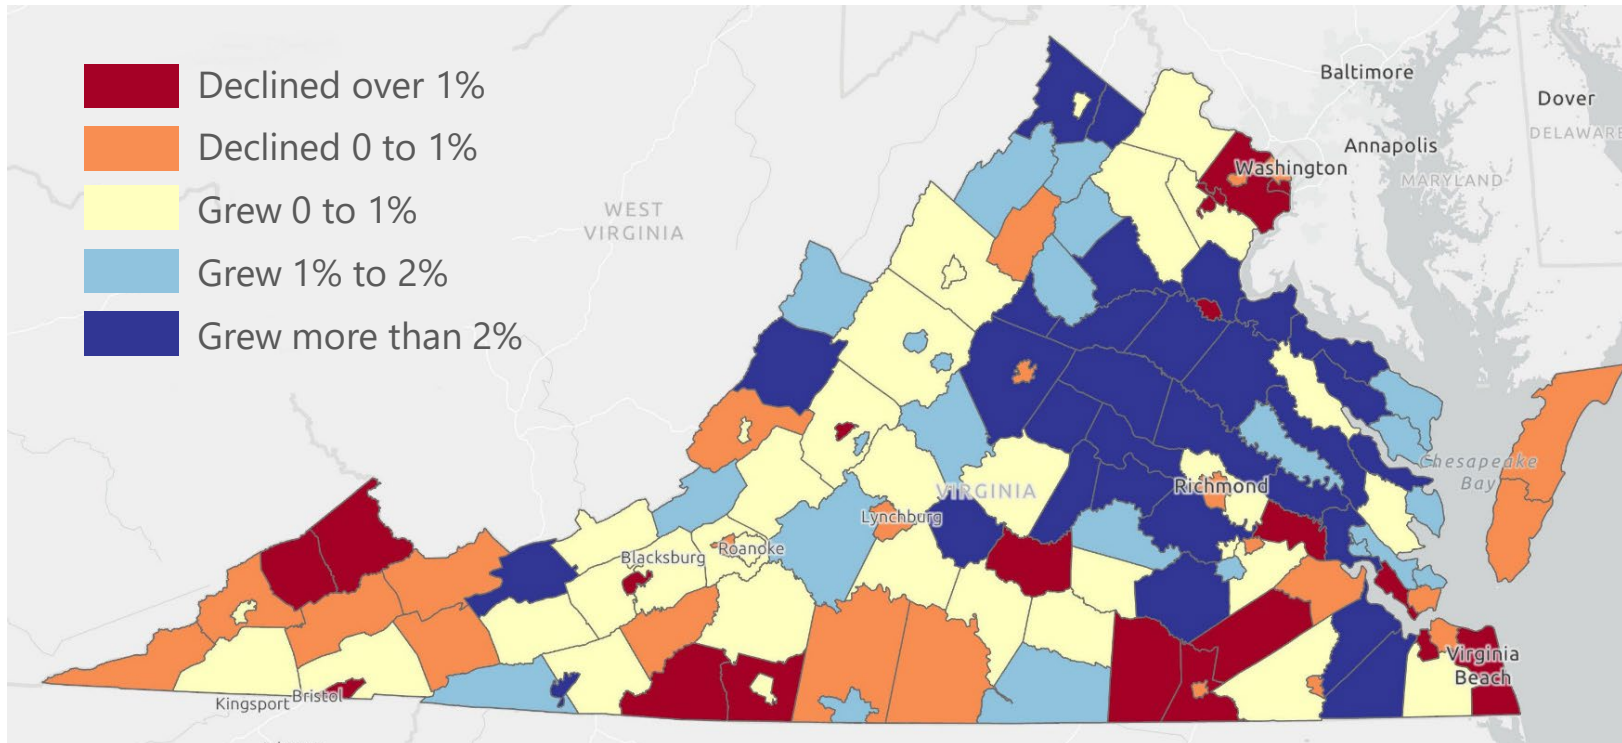 Declined over 1%
Declined 0 to 1%
Grew 0 to 1%
Grew 1% to 2%
Grew more than 2%
Baltimore
Dover
DELAWARE
Annapolis
Washington
MARYLAND
WEST
VIRGINIA
Chesapeake
Bay
Richmond
VIRGINIA
Lynchburg
Roanoke
Blacksburg
Virginia
Beach
Bristol
Kingsport